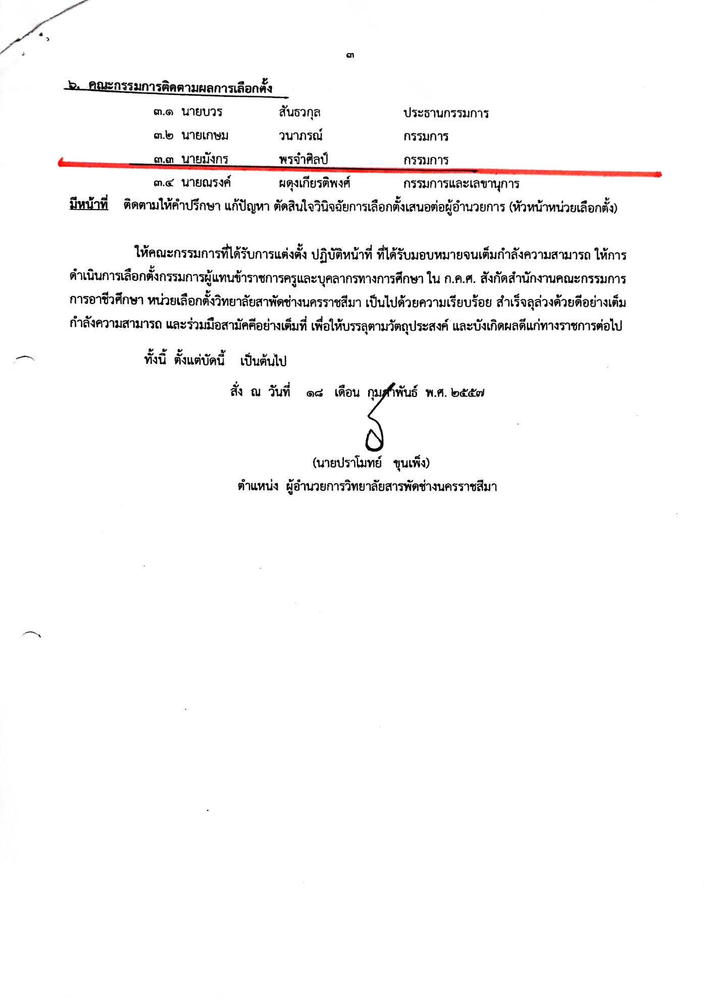 ๓
๖. คณะกรรมการติดตามผลการเลือกตั้ง
๓.๑ นายบวร สันธวกุล ประธานกรรมการ
๓.๒ นายเกษม วนาภรณ์ กรรมการ
๓.๓ นายมังกร พรจำศิลป์ กรรมการ
๓.๔ นายณรงค์ ผดุงเกียรติพงศ์ กรรมการและเลขานุการ
มีหน้าที่ ติดตามให้คำปรึกษา แก้ปัญหา ตัดสินใจวินิจฉัยการเลือกตั้งเสนอต่อผู้อำนวยการ (หัวหน้าหน่วยเลือกตั้ง)
ให้คณะกรรมการที่ได้รับการแต่งตั้ง ปฏิบัติหน้าที่ ที่ได้รับมอบหมายจนเต็มกำลังความสามารถ ให้การ
ดำเนินการเลือกตั้งกรรมการผู้แทนข้าราชการครูและบุคลากรทางการศึกษา ใน ก.ค.ศ. สังกัดสำนักงานคณะกรรมการ
การอาชีวศึกษา หน่วยเลือกตั้งวิทยาลัยสาพัดช่างนครราชสีมา เป็นไปด้วยความเรียบร้อย สำเร็จลุล่วงด้วยดีอย่างเต็ม
กำลังความสามารถ และร่วมมือสามัคคีอย่างเต็มที่ เพื่อให้บรรลุตามวัตถุประสงค์ และบังเกิดผลดีแก่ทางราชการต่อไป
ทั้งนี้ ตั้งแต่บัดนี้ เป็นต้นไป
สั่ง ณ วันที่ ๑๘ เดือน กุมภาพันธ์ พ.ศ. ๒๕๕๗
(นายปราโมทย์ ขุนเพ็ง)
ตำแหน่ง ผู้อำนวยการวิทยาลัยสารพัดช่างนครราชสีมา